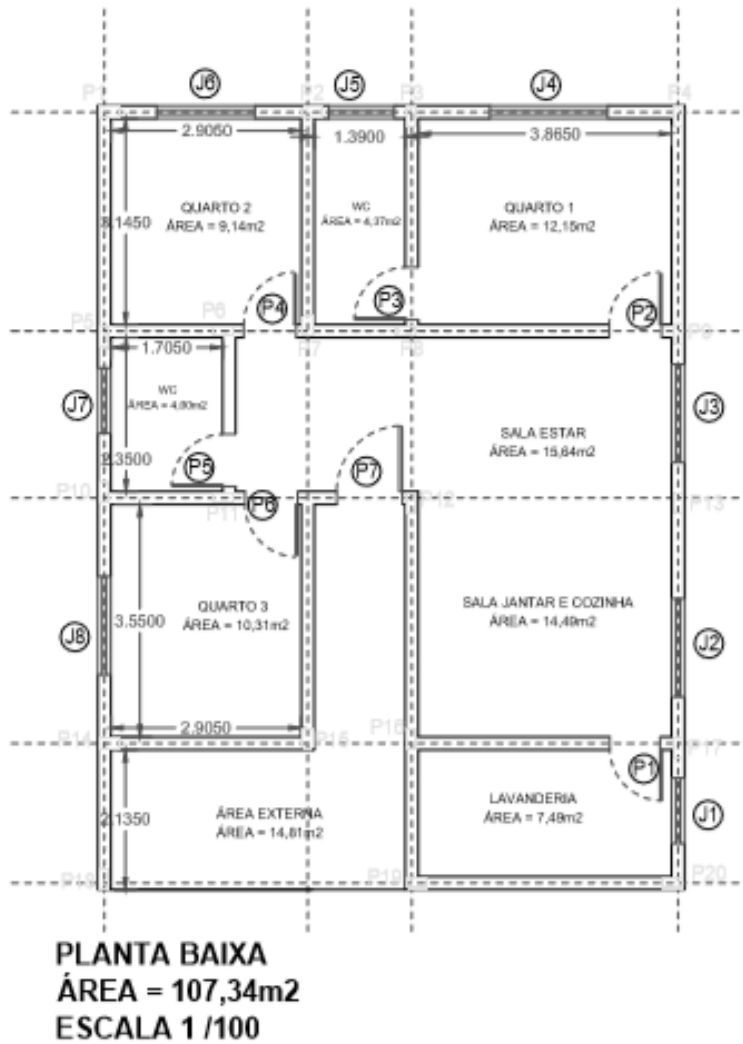 J6
J5
J4
P1
P2
P3
P4
2.9050
1.3900
3.8650
QUARTO 2
ÁREA = 9,14m2
WC
ÁREA = 4,37m2
QUARTO 1
ÁREA = 12,15m2
3.1450
P4
P3
P2
P5
P6
P7
P8
P9
1.7050
WC
ÁREA = 4,00m2
J7
J3
SALA ESTAR
ÁREA = 15,64m2
2.3500
P5
P7
P10
P11
P6
P12
P13
3.5500
QUARTO 3
ÁREA = 10,31m2
SALA JANTAR E COZINHA
ÁREA = 14,49m2
J8
J2
2.9050
P14
P15
P16
P17
P1
2.1350
ÁREA EXTERNA
ÁREA = 14,81m2
LAVANDERIA
ÁREA = 7,49m2
J1
P18
P19
P20
PLANTA BAIXA
ÁREA = 107,34m2
ESCALA 1 /100